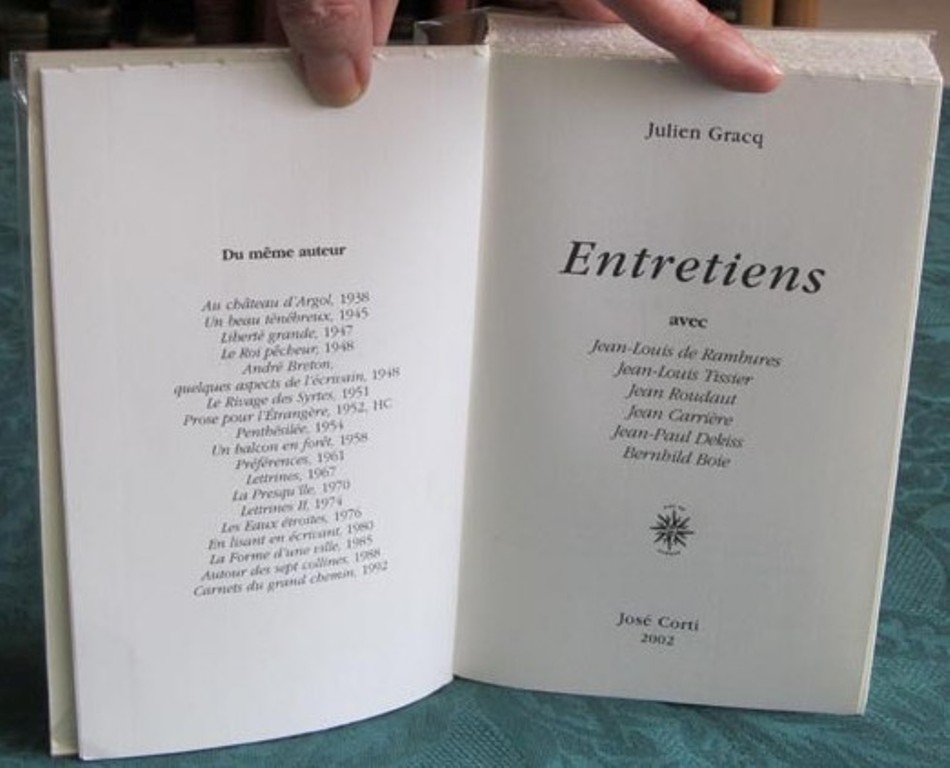 Du même auteur
Au château d'Argol, 1938
Un beau ténébreux, 1945
Liberté grande, 1947
Le Roi pêcheur, 1948
André Breton,
quelques aspects de l'écrivain, 1948
Le Rivage des Syrtes, 1951
Prose pour l'Étrangère, 1952, HC
Penthésilée, 1954
Un balcon en forêt, 1958
Préférences, 1961
Lettrines, 1967
La Presqu'île, 1970
Lettrines II, 1974
Les Eaux étroites, 1976
En lisant en écrivant, 1980
La Forme d'une ville, 1985
Autour des sept collines, 1988
Carnets du grand chemin, 1992
Julien Gracq
Entretiens
avec
Jean-Louis de Rambures
Jean-Louis Tissier
Jean Roudaut
Jean Carrière
Jean-Paul Dekiss
Bernhild Boie
José Corti
2002